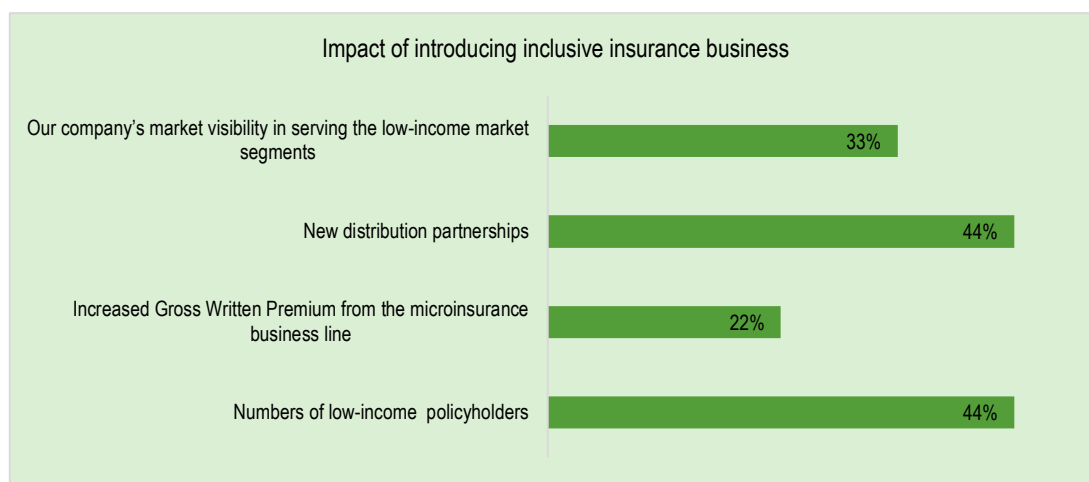 Impact of introducing inclusive insurance business
Our company’s market visibility in serving the low-income market
segments
33%
New distribution partnerships
44%
Increased Gross Written Premium from the microinsurance
business line
22%
Numbers of low-income policyholders
44%